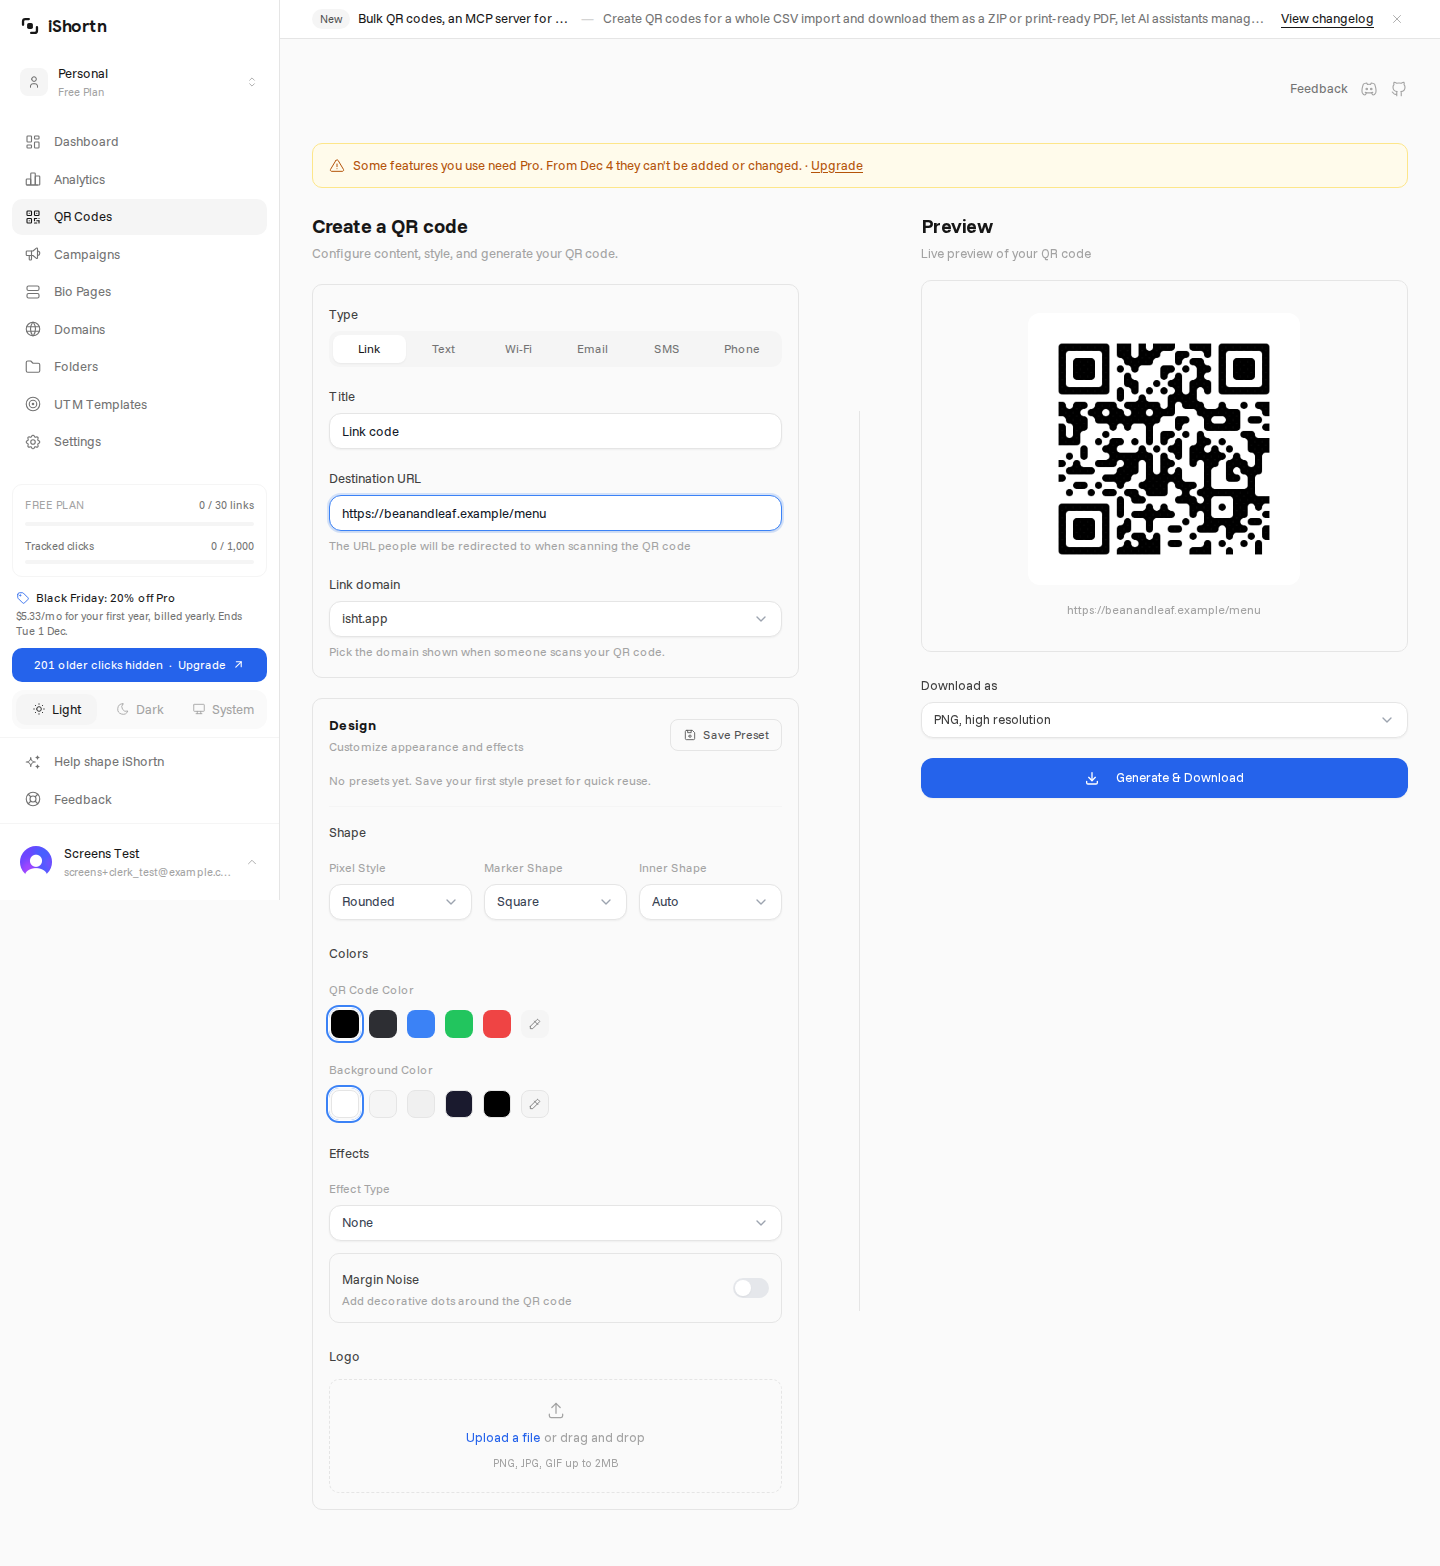 iShortn
Personal
Free Plan
Dashboard
Analytics
QR Codes
Campaigns
Bio Pages
Domains
Folders
UTM Templates
Settings
FREE PLAN 0 / 30 links
Tracked clicks 0 / 1,000
Black Friday: 20% off Pro
$5.33/mo for your first year, billed yearly. Ends
Tue 1 Dec.
201 older clicks hidden · Upgrade
Light Dark System
Help shape iShortn
Feedback
Screens Test
screens+clerk_test@example.c...
New Bulk QR codes, an MCP server for ... — Create QR codes for a whole CSV import and download them as a ZIP or print-ready PDF, let AI assistants manag... View changelog
Feedback
Some features you use need Pro. From Dec 4 they can't be added or changed. · Upgrade
Create a QR code
Configure content, style, and generate your QR code.
Type
Link Text Wi-Fi Email SMS Phone
Title
Link code
Destination URL
https://beanandleaf.example/menu
The URL people will be redirected to when scanning the QR code
Link domain
isht.app
Pick the domain shown when someone scans your QR code.
Design
Customize appearance and effects
Save Preset
No presets yet. Save your first style preset for quick reuse.
Shape
Pixel Style Marker Shape Inner Shape
Rounded Square Auto
Colors
QR Code Color
Background Color
Effects
Effect Type
None
Margin Noise
Add decorative dots around the QR code
Logo
Upload a file or drag and drop
PNG, JPG, GIF up to 2MB
Preview
Live preview of your QR code
https://beanandleaf.example/menu
Download as
PNG, high resolution
Generate & Download